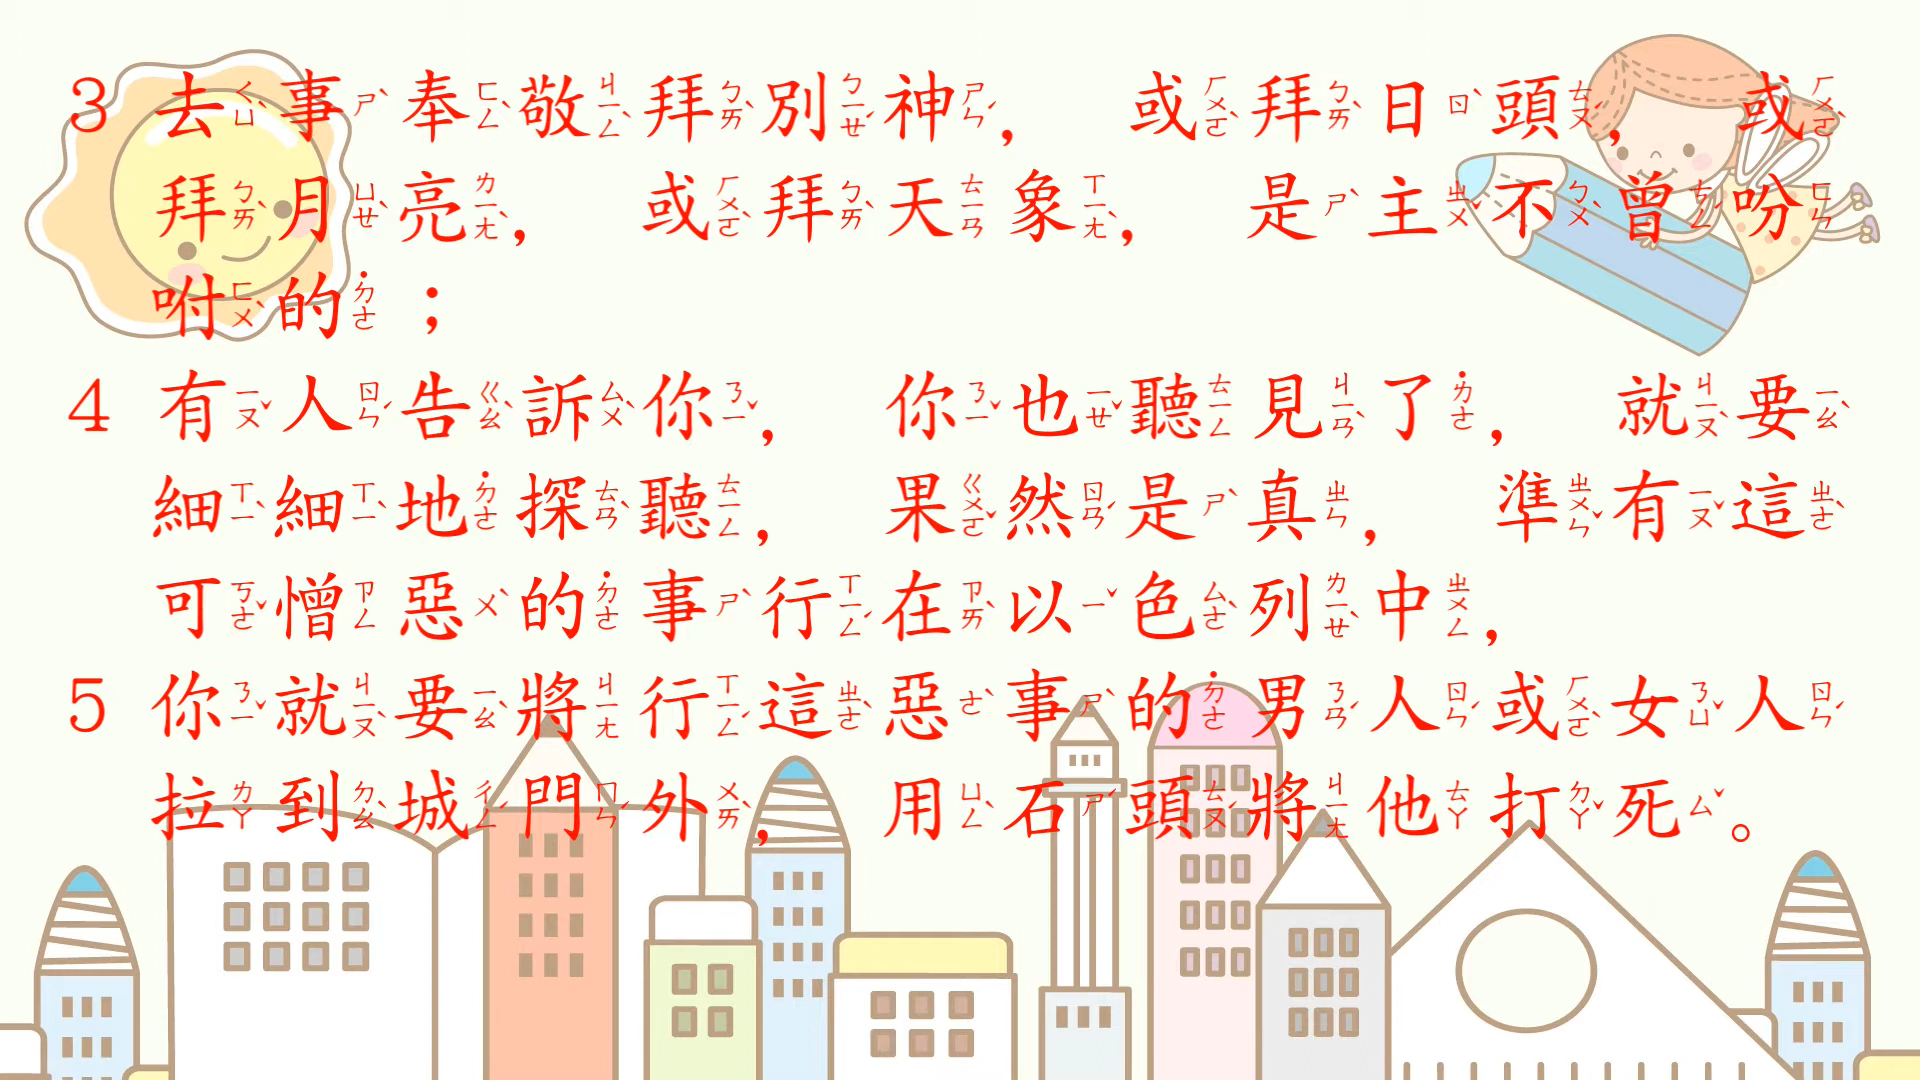 3 去事奉敬拜別神， 或拜日頭， 或
拜月亮， 或拜天象， 是主不曾吩
咐的；
4 有人告訴你， 你也聽見了， 就要
細細地探聽， 果然是真， 準有這
可憎惡的事行在以色列中，
5 你就要將行這惡事的男人或女人
拉到城門外， 用石頭將他打死。